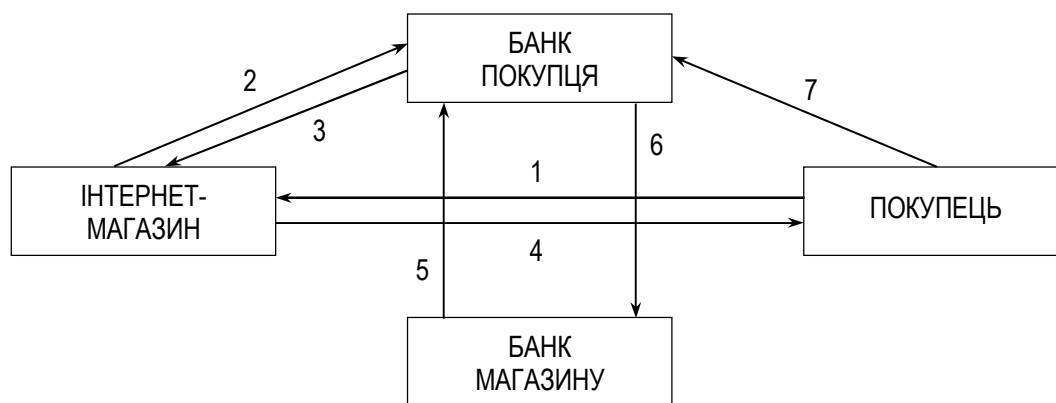 БАНК
ПОКУПЦЯ
2
7
3
6
1
ІНТЕРНЕТ-
МАГАЗИН
ПОКУПЕЦЬ
4
5
БАНК
МАГАЗИНУ